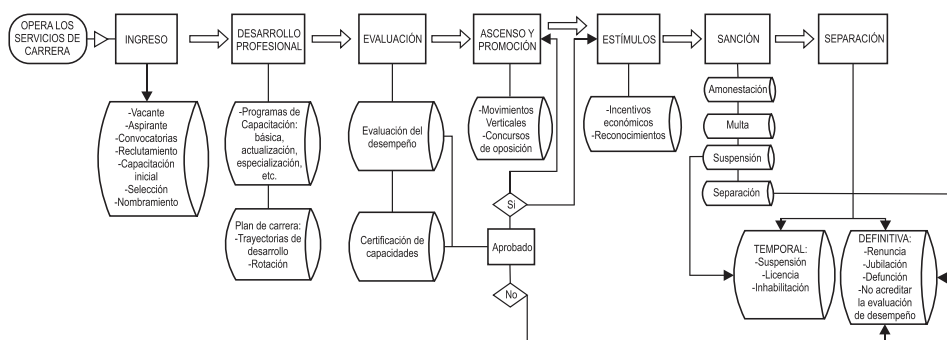 OPERA LOS
SERVICIOS DE
CARRERA
INGRESO
DESARROLLO
PROFESIONAL
EVALUACIÓN
ASCENSO Y
PROMOCIÓN
ESTÍMULOS
SANCIÓN
SEPARACIÓN
-Vacante
-Aspirante
-Convocatorias
-Reclutamiento
-Capacitación
inicial
-Selección
-Nombramiento
-Programas de
Capacitación:
básica,
actualización,
especialización,
etc.
Plan de carrera:
-Trayectorias de
desarrollo
-Rotación
Evaluación del
desempeño
Certificación de
capacidades
-Movimientos
Verticales
-Concursos
de oposición
Si
Aprobado
No
-Incentivos
económicos
-Reconocimientos
Amonestación
Multa
Suspensión
Separación
TEMPORAL:
-Suspensión
-Licencia
-Inhabilitación
DEFINITIVA:
-Renuncia
-Jubilación
-Defunción
-No acreditar
la evaluación
de desempeño